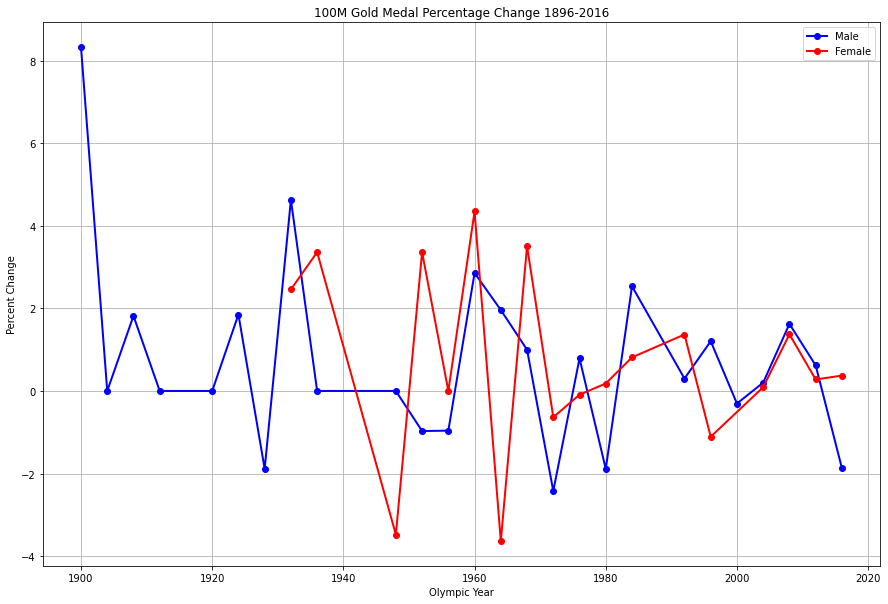 100M Gold Medal Percentage Change 1896-2016
Male
Female
Percent Change
8
6
4
2
0
−2
−4
1900 1920 1940 1960 1980 2000 2020
Olympic Year